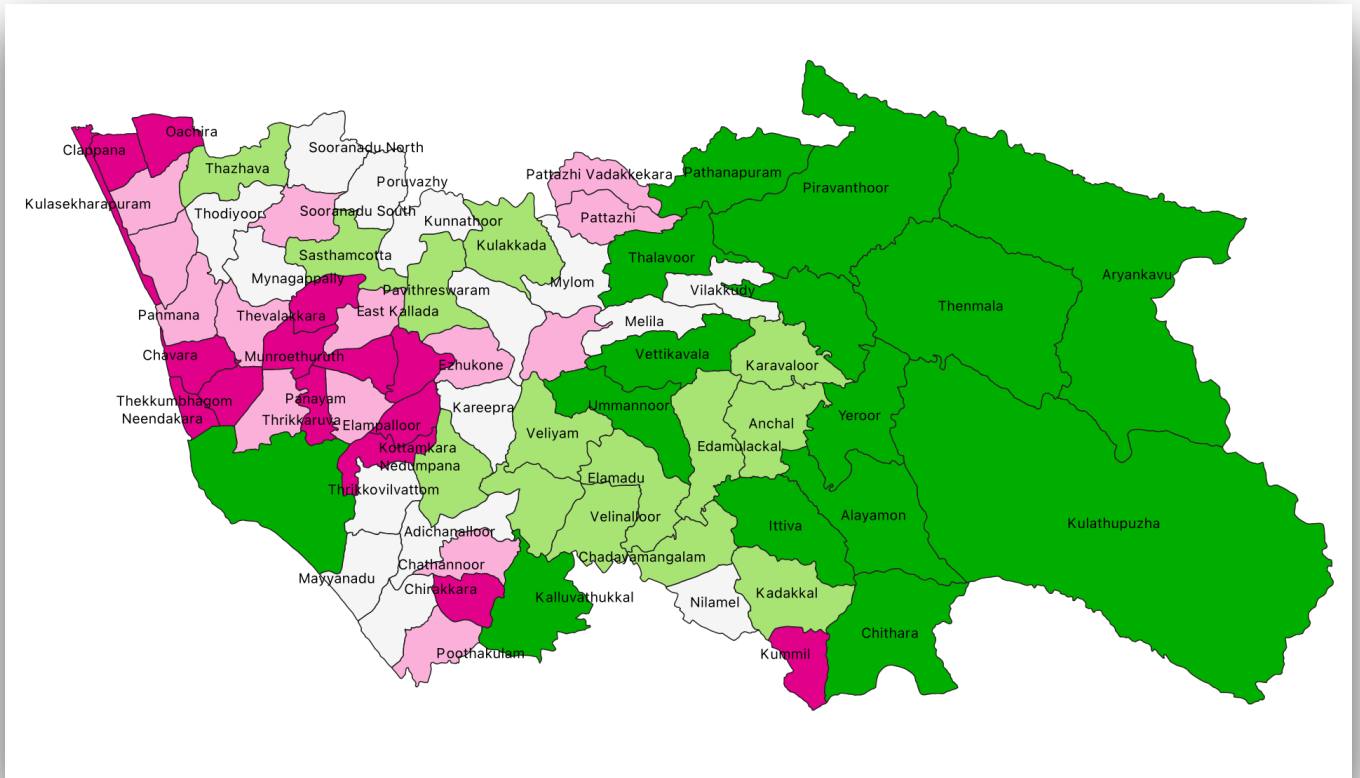 Oachira
Clappana
Sooranadu North
Thazhava
Pattazhi Vadakkekara
Pathanapuram
Poruvazhy
Piravanthoor
Kulasekharapuram
Thodiyoor
Sooranadu South
Pattazhi
Kunnathoor
Kulakkada
Sasthamcotta
Thalavoor
Aryankavu
Mynagappally
Mylom
Pavithreswaram
Vilakkudy
Thenmala
East Kallada
Panmana
Thevalakkara
Melila
Chavara
Munroethuruth
Vettikavala
Ezhukone
Karavaloor
Panayam
Thekkumbhagom
Ummannoor
Kareepra
Yeroor
Neendakara
Thrikkaruva
Elampalloor
Anchal
Veliyam
Kottamkara
Edamulackal
Nedumpana
Elamadu
Thrikkovilvattom
Velinalloor
Alayamon
Kulathupuzha
Ittiva
Adichanalloor
Chadayamangalam
Chathannoor
Mayyanadu
Chirakkara
Kadakkal
Kalluvathukkal
Nilamel
Chithara
Poothakulam
Kummil